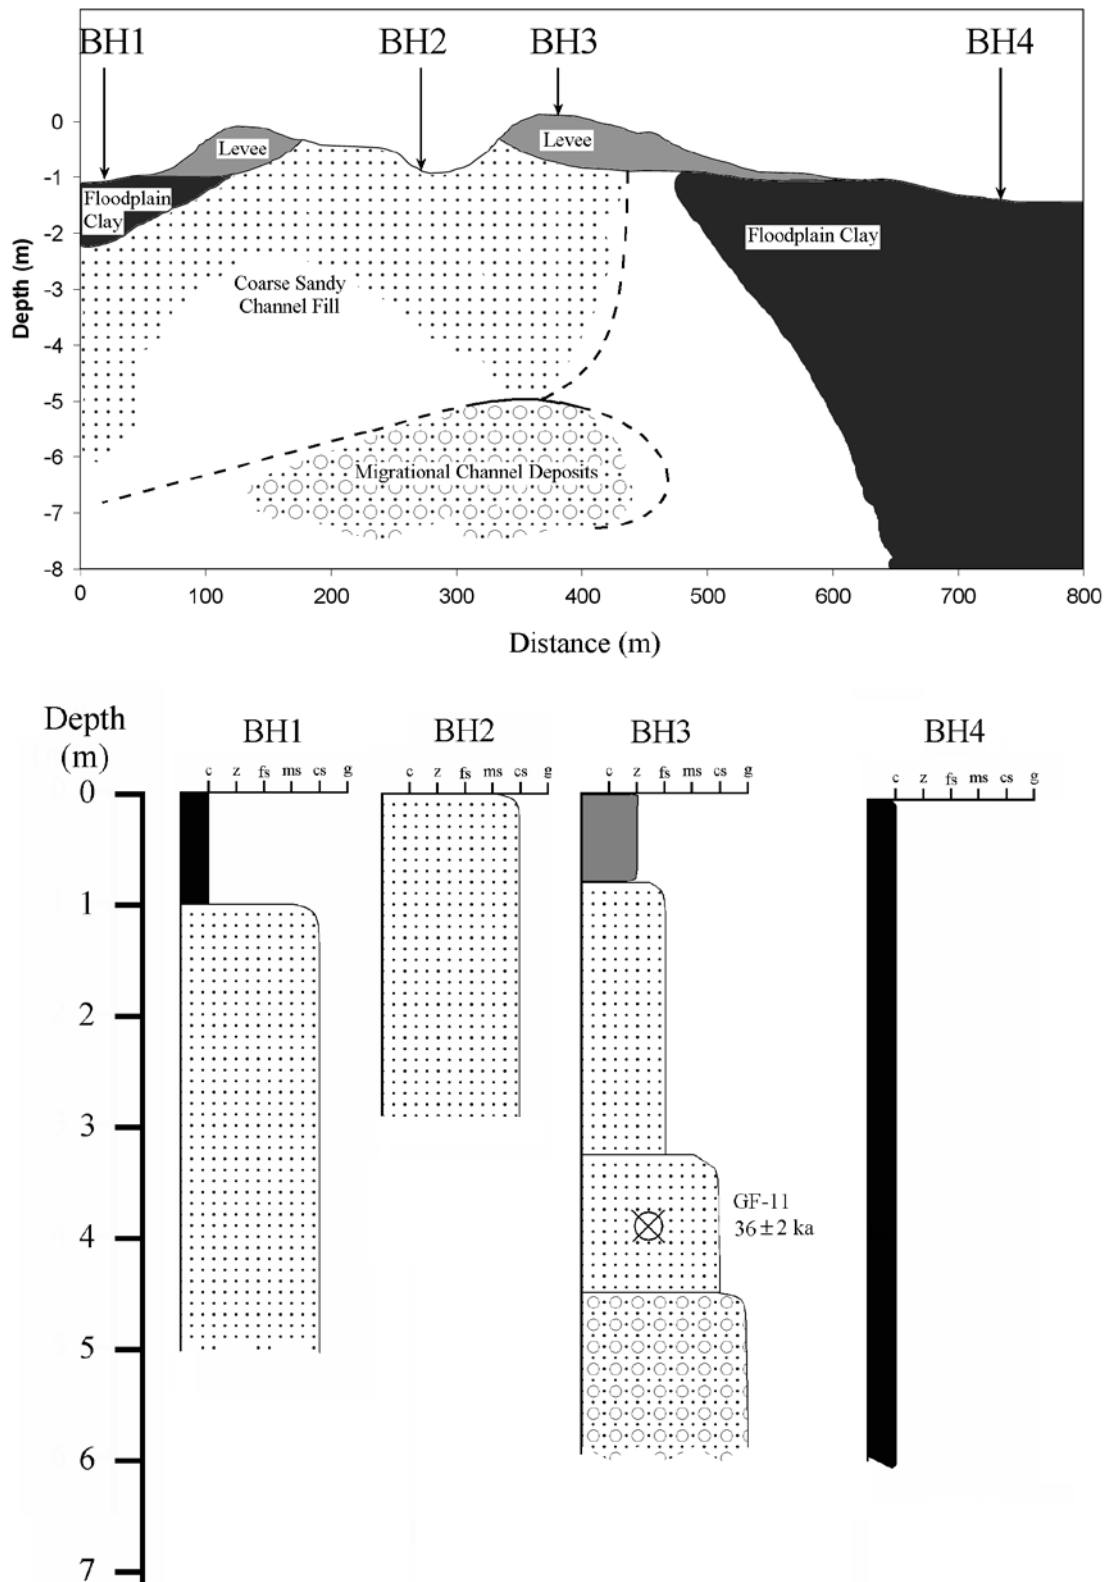 BH1 BH2 BH3 BH4
0
-1
-2
-3
-4
-5
-6
-7
-8
Depth (m)
Levee
Levee
Floodplain
Clay
Floodplain Clay
Coarse Sandy
Channel Fill
Migrational Channel Deposits
0 100 200 300 400 500 600 700 800
Distance (m)
Depth
(m)
BH1 BH2 BH3 BH4
c z fs ms cs g
c z fs ms cs g
c z fs ms cs g
c z fs ms cs g
0
1
2
3
4
5
6
7
GF-11
36±2 ka